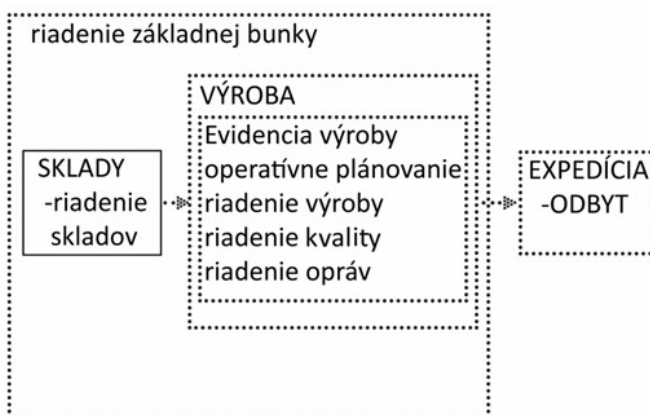 riadenie základnej bunky
VÝROBA
Evidencia výroby
operatívne plánovanie
riadenie výroby
riadenie kvality
riadenie opráv
SKLADY
-riadenie
skladov
EXPEDÍCIA
-ODBYT